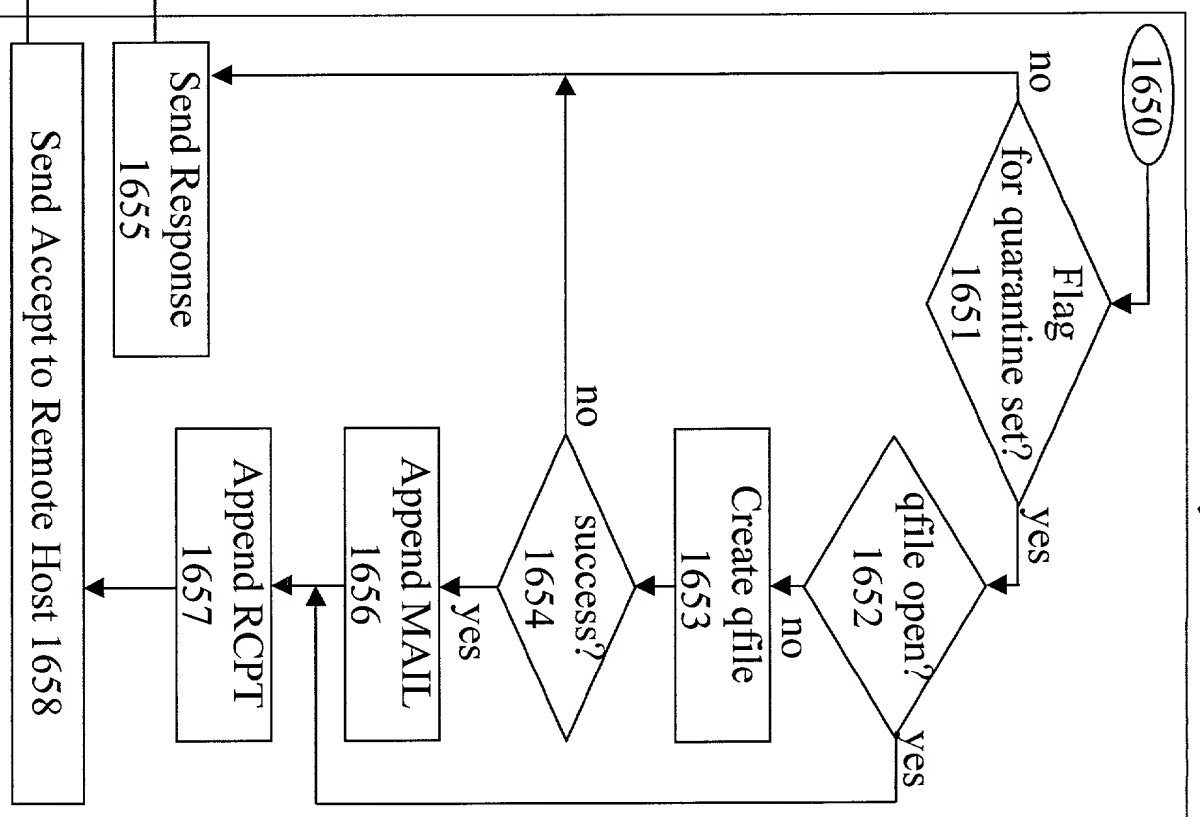 1650
Flag
for quarantine set?
1651
no
yes
qfile open?
1652
no
yes
Create qfile
1653
success?
1654
no
yes
Append MAIL
1656
Append RCPT
1657
Send Response
1655
Send Accept to Remote Host 1658